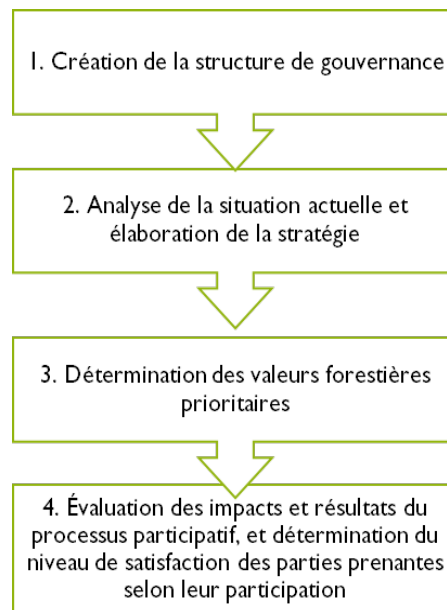 1. Création de la structure de gouvernance
2. Analyse de la situation actuelle et
élaboration de la stratégie
3. Détermination des valeurs forestières
prioritaires
4. Évaluation des impacts et résultats du
processus participatif, et détermination du
niveau de satisfaction des parties prenantes
selon leur participation